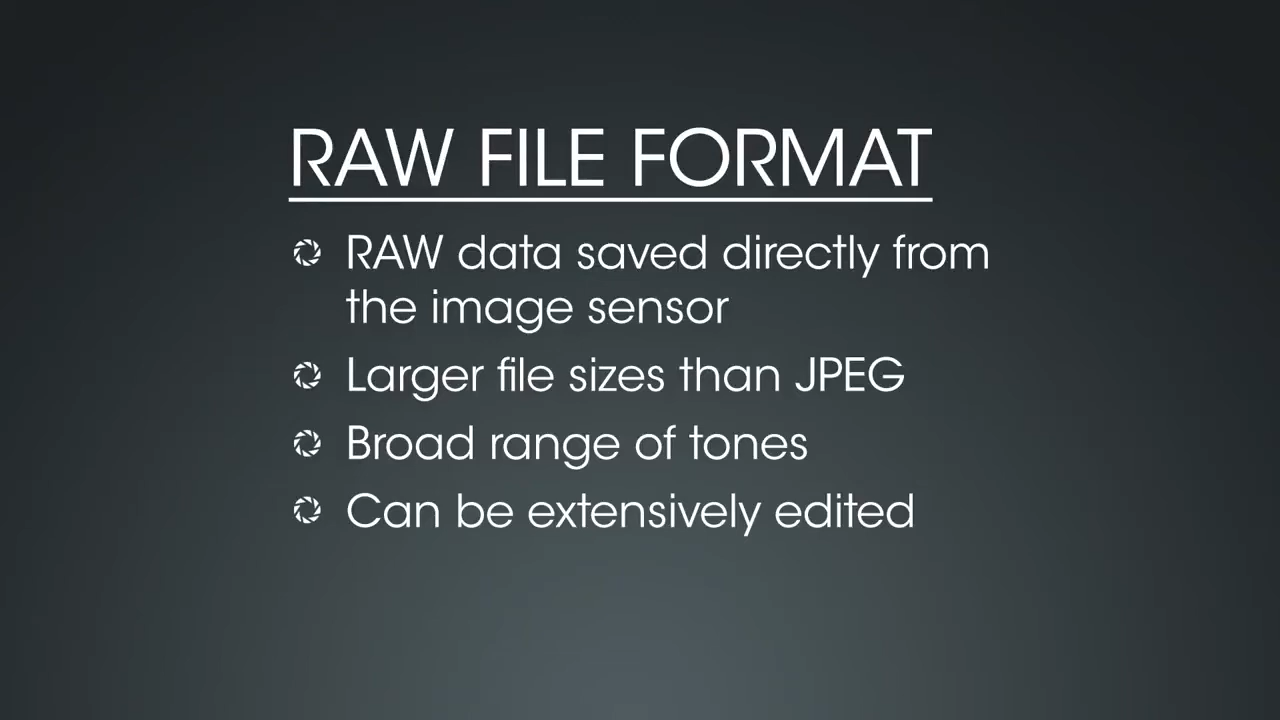 RAW FILE FORMAT
RAW data saved directly from
the image sensor
Larger file sizes than JPEG
Broad range of tones
Can be extensively edited